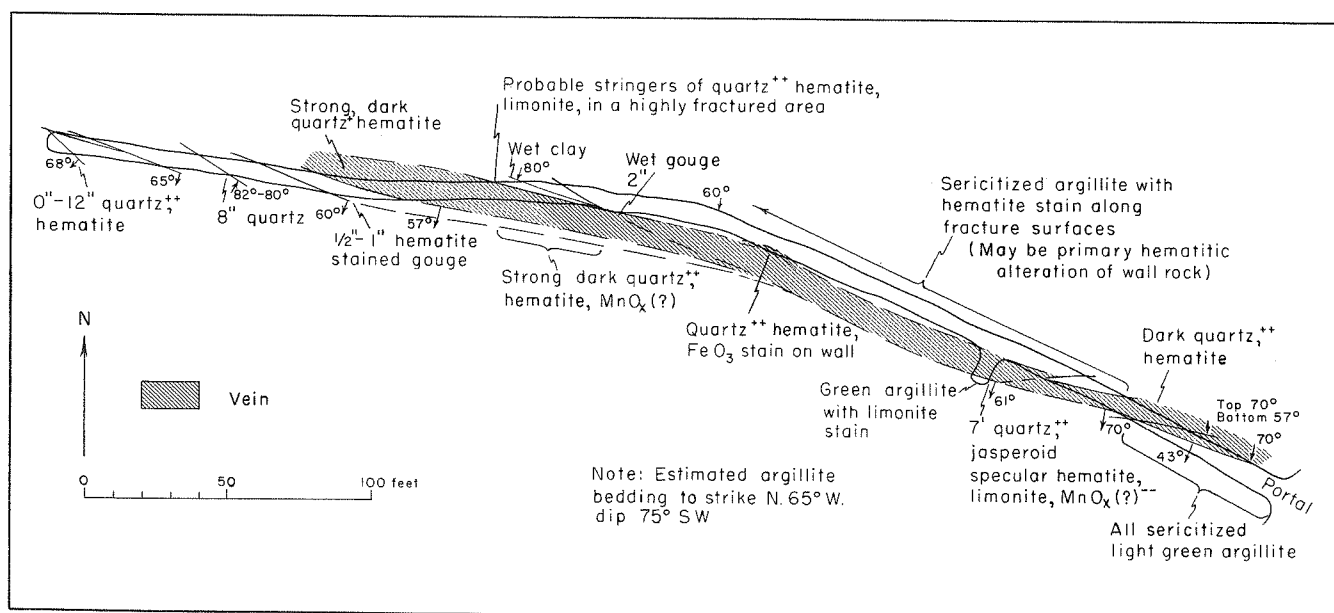 Probable stringers of quartz++ hematite,
limonite, in a highly fractured area
Strong, dark
quartz+hematite
Wet clay
80°
Wet gouge
2"
60°
68°
65°
82°-80°
60°
57°
0"-12" quartz,++
hematite
8" quartz
1/2"-1" hematite
stained gouge
Strong dark quartz,++
hematite, MnOx(?)
Sericitized argillite with
hematite stain along
fracture surfaces
(May be primary hematitic
alteration of wall rock)
Quartz++ hematite,
FeO3 stain on wall
Dark quartz,++
hematite
Green argillite
with limonite
stain
61°
70°
Top 70°
Bottom 57°
70°
43°
7' quartz,++
jasperoid
specular hematite,
limonite, MnOx(?)--
Portal
All sericitized
light green argillite
N
Vein
0 50 100 feet
Note: Estimated argillite
bedding to strike N. 65° W.
dip 75° SW